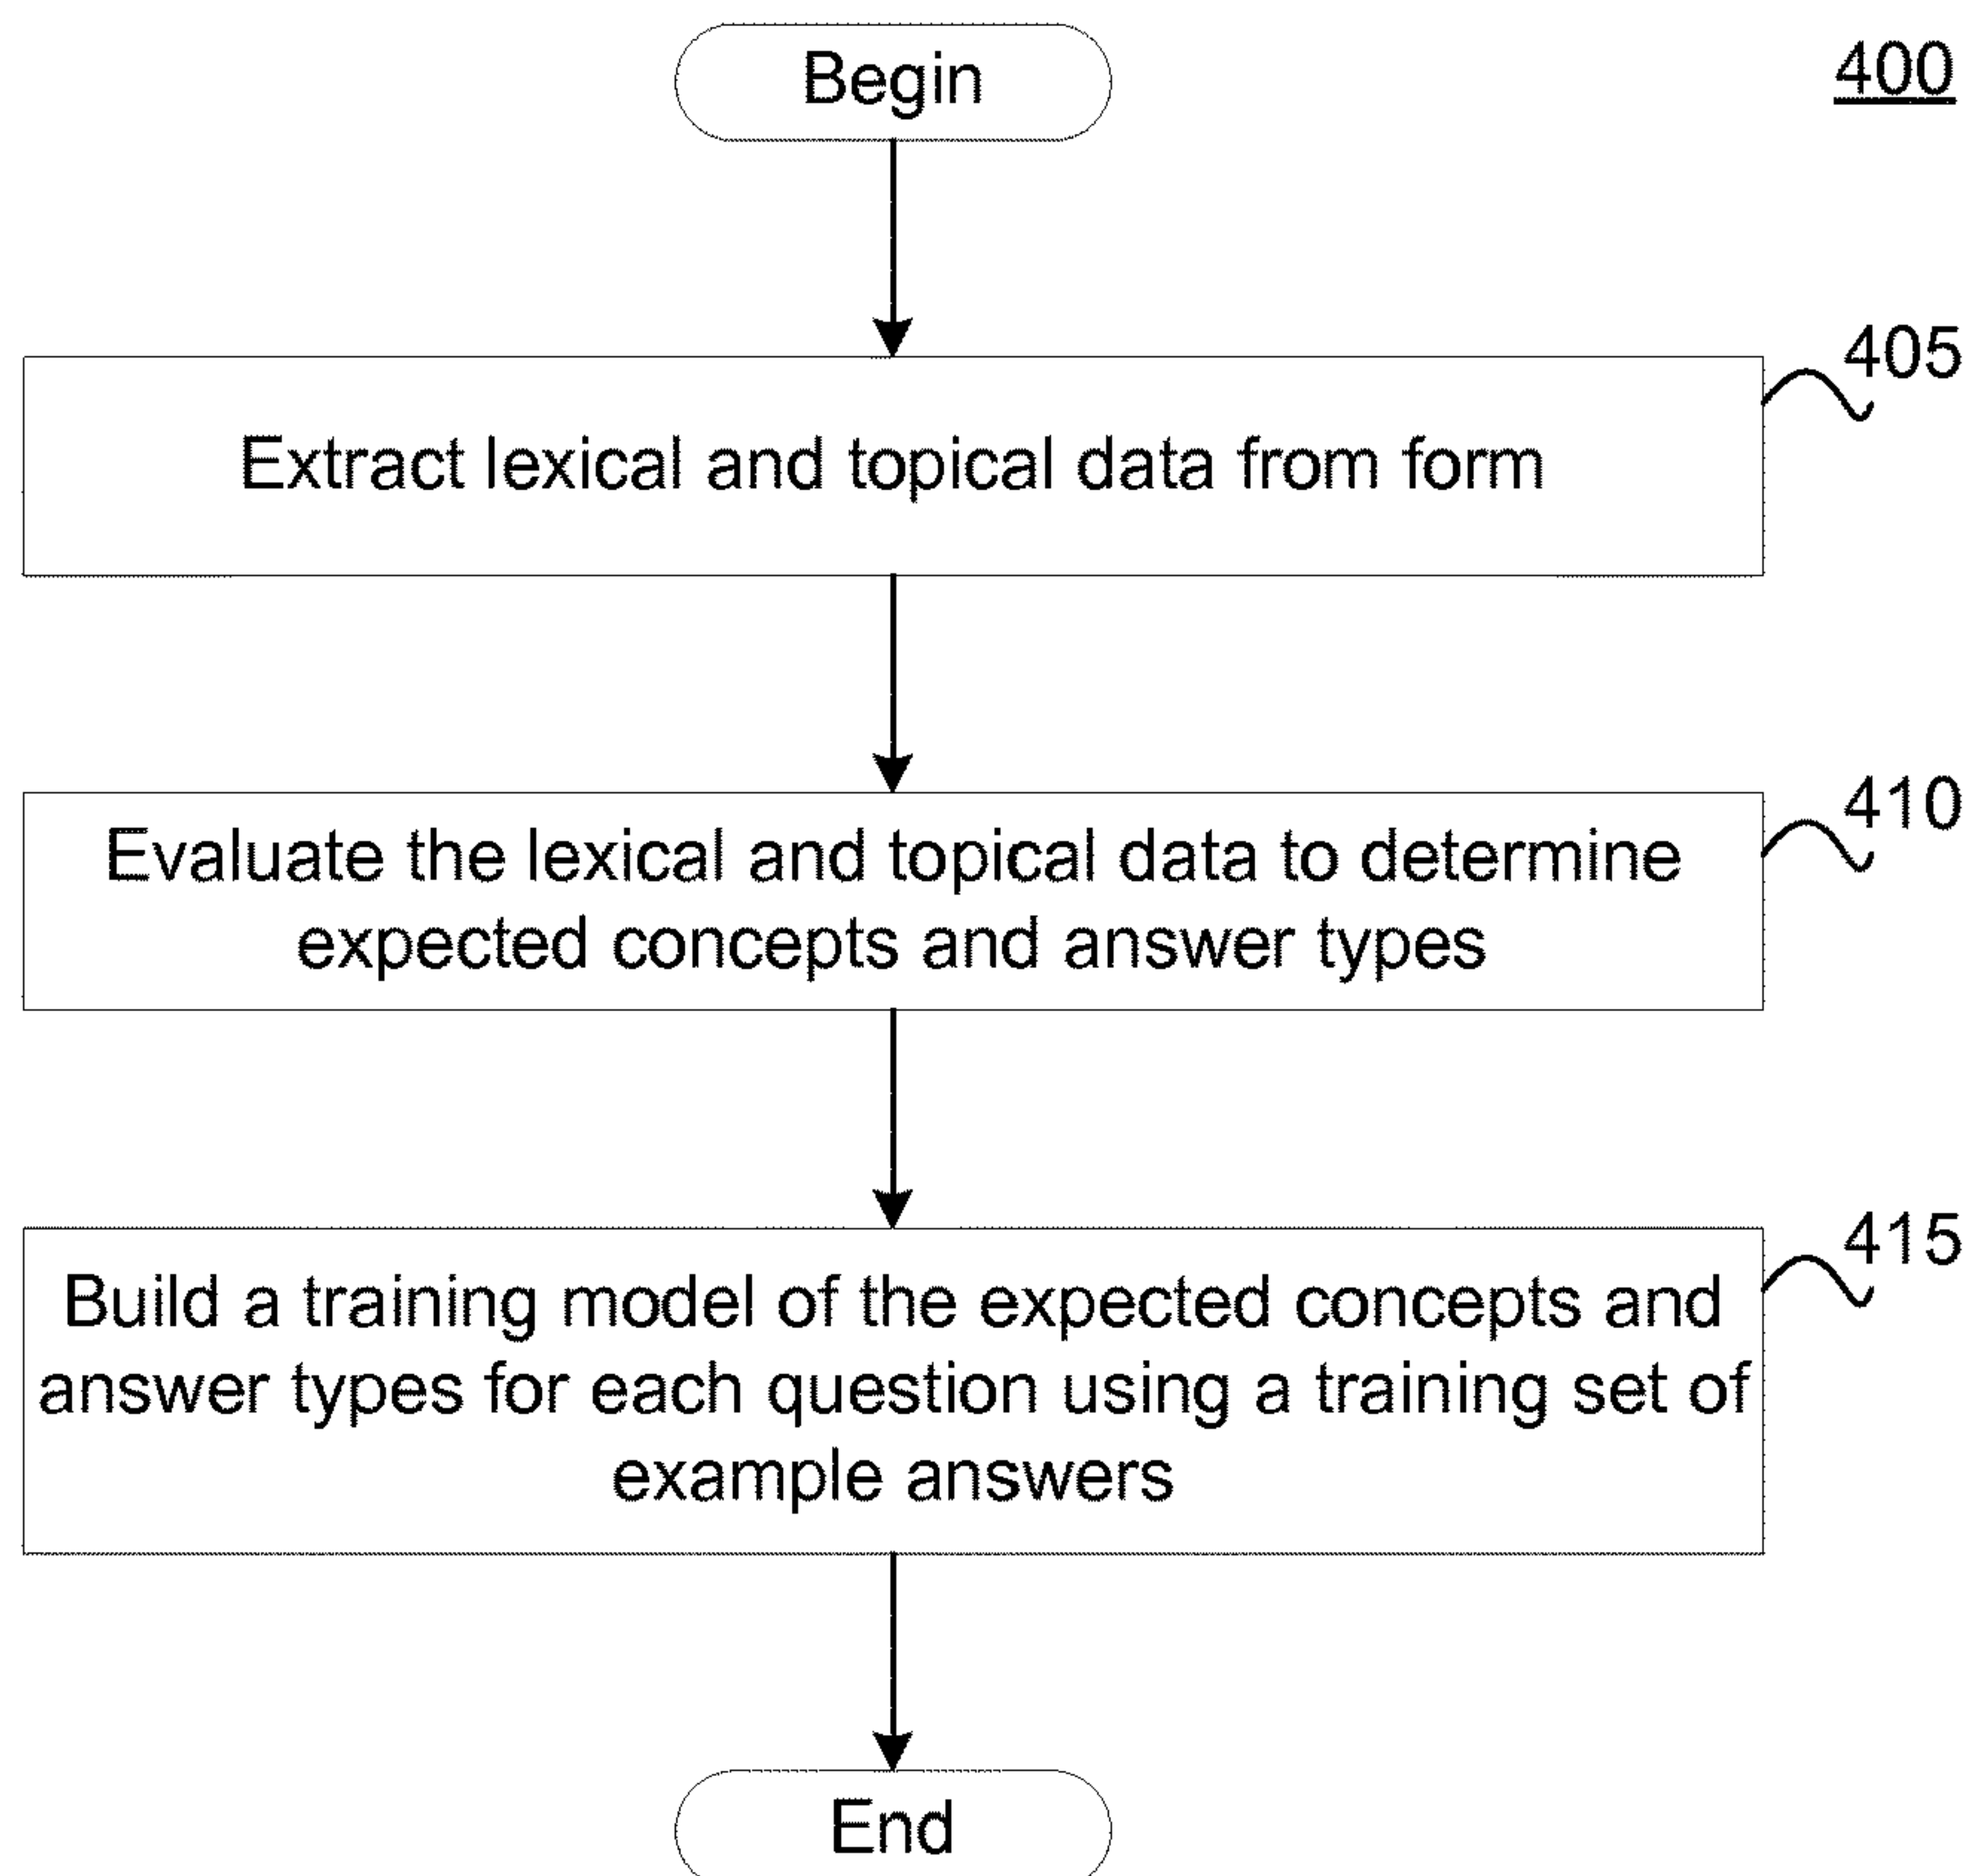 Begin
400
405
Extract lexical and topical data from form
410
Evaluate the lexical and topical data to determine
expected concepts and answer types
415
Build a training model of the expected concepts and
answer types for each question using a training set of
example answers
End